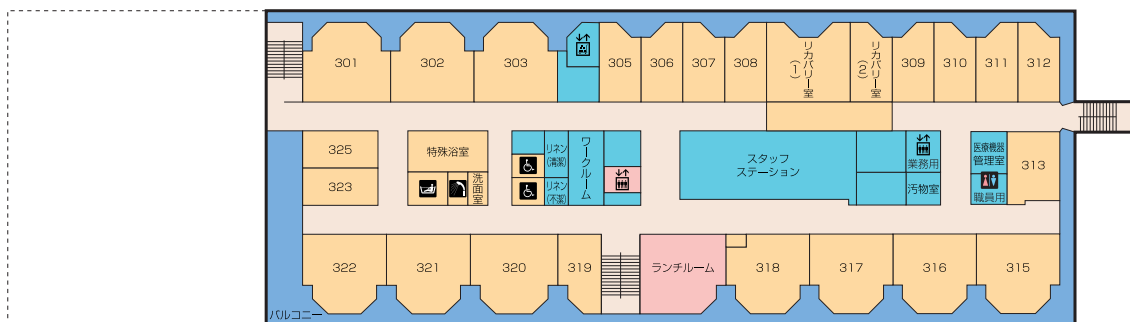 301
302
303
305
306
307
308
リカバリー室
(1)
リカバリー室
(2)
309
310
311
312
325
323
特殊浴室
洗面室
リネン
(清潔)
リネン
(不潔)
ワークルーム
スタッフ
ステーション
業務用
汚物室
医療機器
管理室
職員用
313
322
321
320
319
ランチルーム
318
317
316
315
バルコニー